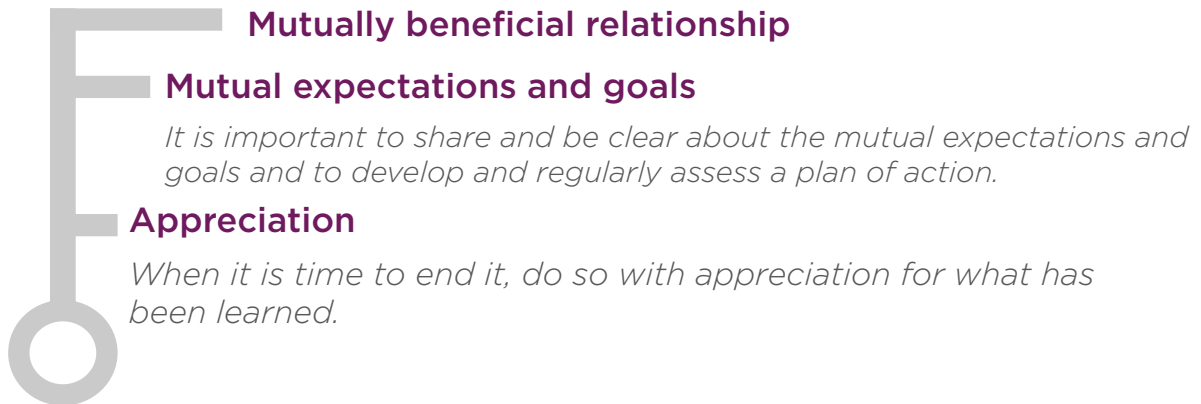 Mutually beneficial relationship
Mutual expectations and goals
It is important to share and be clear about the mutual expectations and
goals and to develop and regularly assess a plan of action.
Appreciation
When it is time to end it, do so with appreciation for what has
been learned.